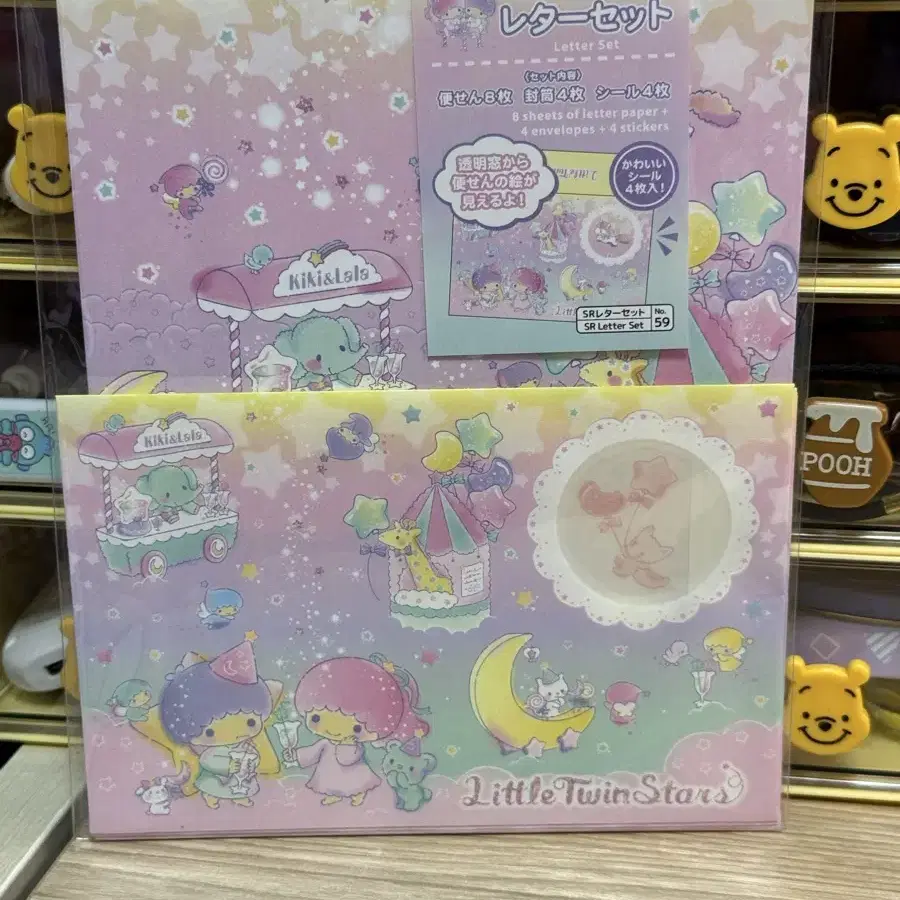 レターセット
Letter Set
〈セット内容〉
便せん8枚 封筒4枚 シール4枚
8 sheets of letter paper +
4 envelopes + 4 stickers
透明窓から
便せんの絵が
見えるよ!
かわいい
シール
4枚入!
SRレターセット
SR Letter Set
No.
59
Kiki&Lala
Kiki&Lala
POOH
LittleTwinStars